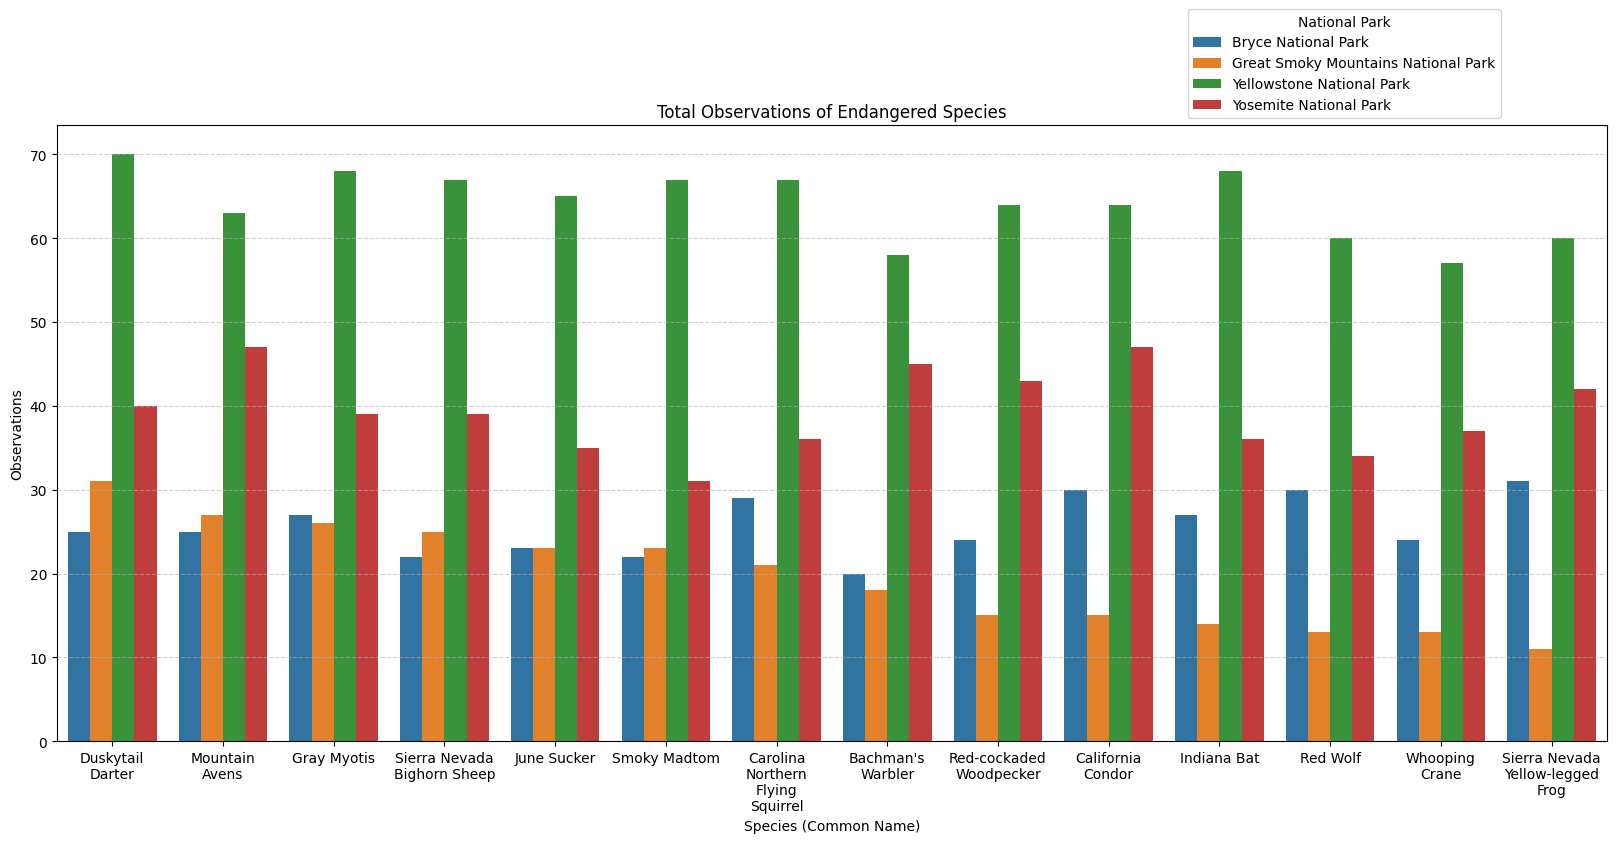 National Park
Bryce National Park
Great Smoky Mountains National Park
Yellowstone National Park
Yosemite National Park
Total Observations of Endangered Species
Observations
70
60
50
40
30
20
10
0
Duskytail
Darter
Mountain
Avens
Gray Myotis
Sierra Nevada
Bighorn Sheep
June Sucker
Smoky Madtom
Carolina
Northern
Flying
Squirrel
Bachman's
Warbler
Red-cockaded
Woodpecker
California
Condor
Indiana Bat
Red Wolf
Whooping
Crane
Sierra Nevada
Yellow-legged
Frog
Species (Common Name)